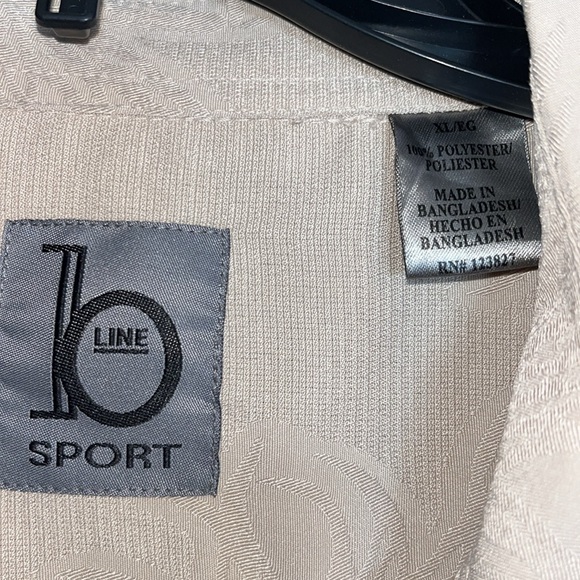 XL/EG
100% POLYESTER/
POLIESTER
MADE IN
BANGLADESH/
HECHO EN
BANGLADESH
RN# 123827
b
LINE
SPORT